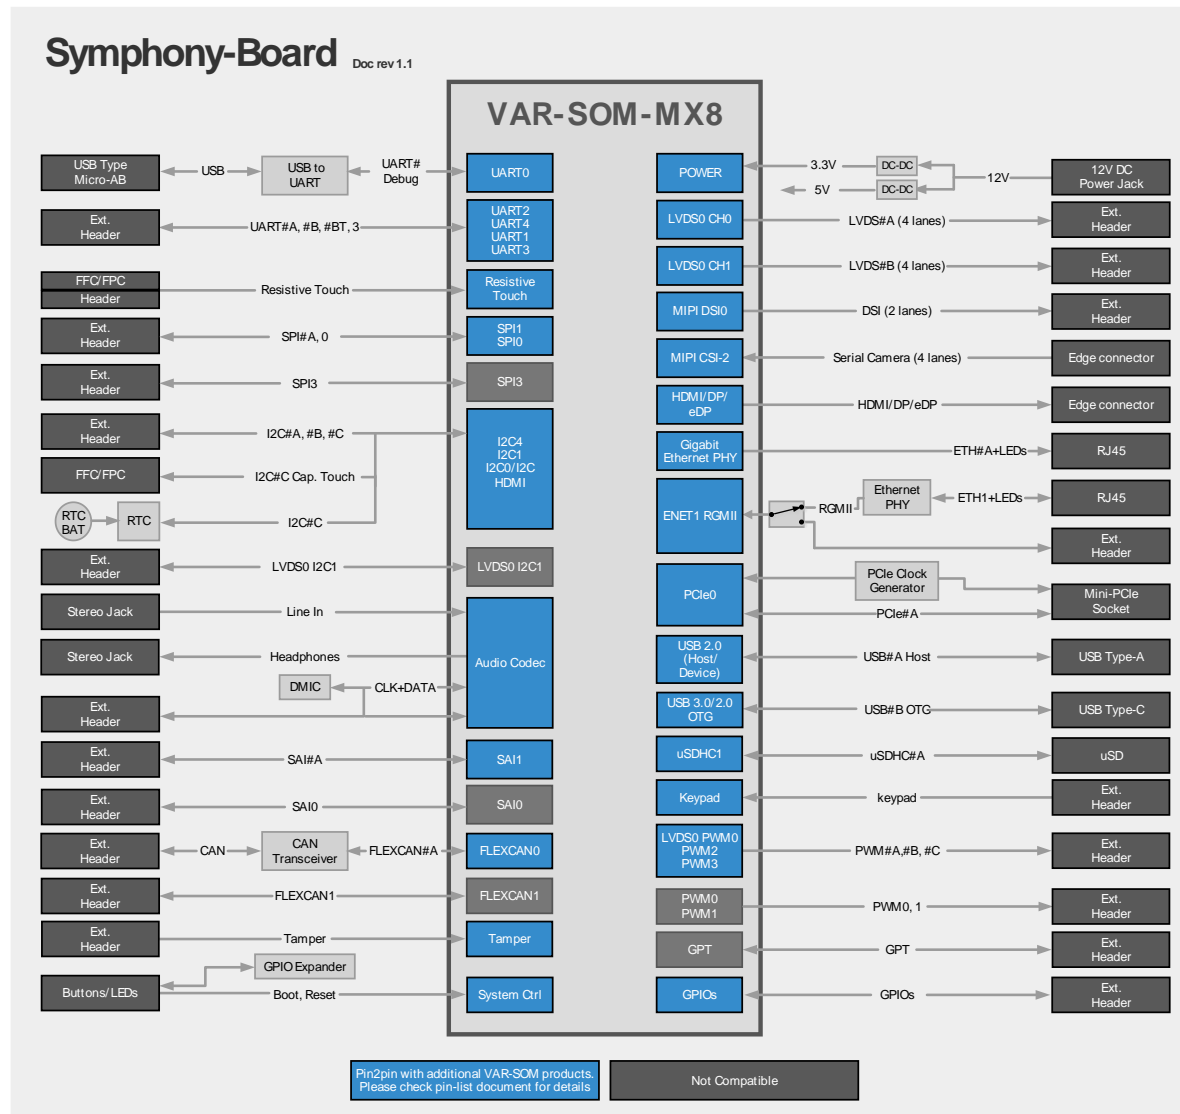 Symphony-Board Doc rev 1.1
VAR-SOM-MX8
USB Type
Micro-AB
USB
USB to
UART
UART#
Debug
UART0
Ext.
Header
UART#A, #B, #BT, 3
UART2
UART4
UART1
UART3
FFC/FPC
Header
Resistive Touch
Resistive
Touch
Ext.
Header
SPI#A, 0
SPI1
SPI0
Ext.
Header
SPI3
SPI3
Ext.
Header
I2C#A, #B, #C
I2C4
I2C1
I2C0/I2C
HDMI
FFC/FPC
I2C#C Cap. Touch
RTC
BAT
RTC
I2C#C
Ext.
Header
LVDS0 I2C1
LVDS0 I2C1
Stereo Jack
Line In
Audio Codec
Stereo Jack
Headphones
DMIC
CLK+DATA
Ext.
Header
Ext.
Header
SAI#A
SAI1
Ext.
Header
SAI0
SAI0
Ext.
Header
CAN
CAN
Transceiver
FLEXCAN#A
FLEXCAN0
Ext.
Header
FLEXCAN1
FLEXCAN1
Ext.
Header
Tamper
Tamper
GPIO Expander
Buttons/LEDs
Boot, Reset
System Ctrl
POWER
3.3V
DC-DC
5V
DC-DC
12V
12V DC
Power Jack
LVDS0 CH0
LVDS#A (4 lanes)
Ext.
Header
LVDS0 CH1
LVDS#B (4 lanes)
Ext.
Header
MIPI DSI0
DSI (2 lanes)
Ext.
Header
MIPI CSI-2
Serial Camera (4 lanes)
Edge connector
HDMI/DP/
eDP
HDMI/DP/eDP
Edge connector
Gigabit
Ethernet PHY
ETH#A+LEDs
RJ45
ENET1 RGMII
RGMII
Ethernet
PHY
ETH1+LEDs
RJ45
Ext.
Header
PCIe0
PCIe Clock
Generator
PCIe#A
Mini-PCIe
Socket
USB 2.0
(Host/
Device)
USB#A Host
USB Type-A
USB 3.0/2.0
OTG
USB#B OTG
USB Type-C
uSDHC1
uSDHC#A
uSD
Keypad
keypad
Ext.
Header
LVDS0 PWM0
PWM2
PWM3
PWM#A,#B, #C
Ext.
Header
PWM0
PWM1
PWM0, 1
Ext.
Header
GPT
GPT
Ext.
Header
GPIOs
GPIOs
Ext.
Header
Pin2pin with additional VAR-SOM products.
Please check pin-list document for details
Not Compatible